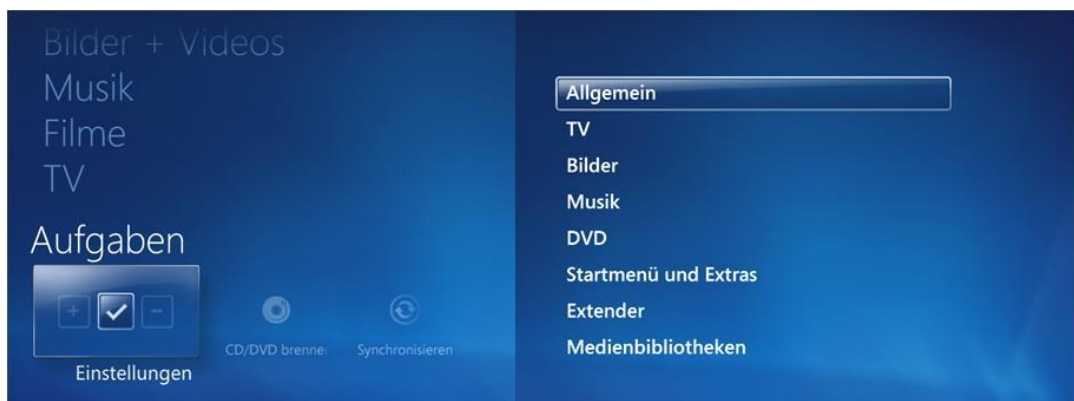 Bilder + Videos
Musik
Filme
TV
Aufgaben
CD/DVD brenne
Synchronisieren
Einstellungen
Allgemein
TV
Bilder
Musik
DVD
Startmenü und Extras
Extender
Medienbibliotheken